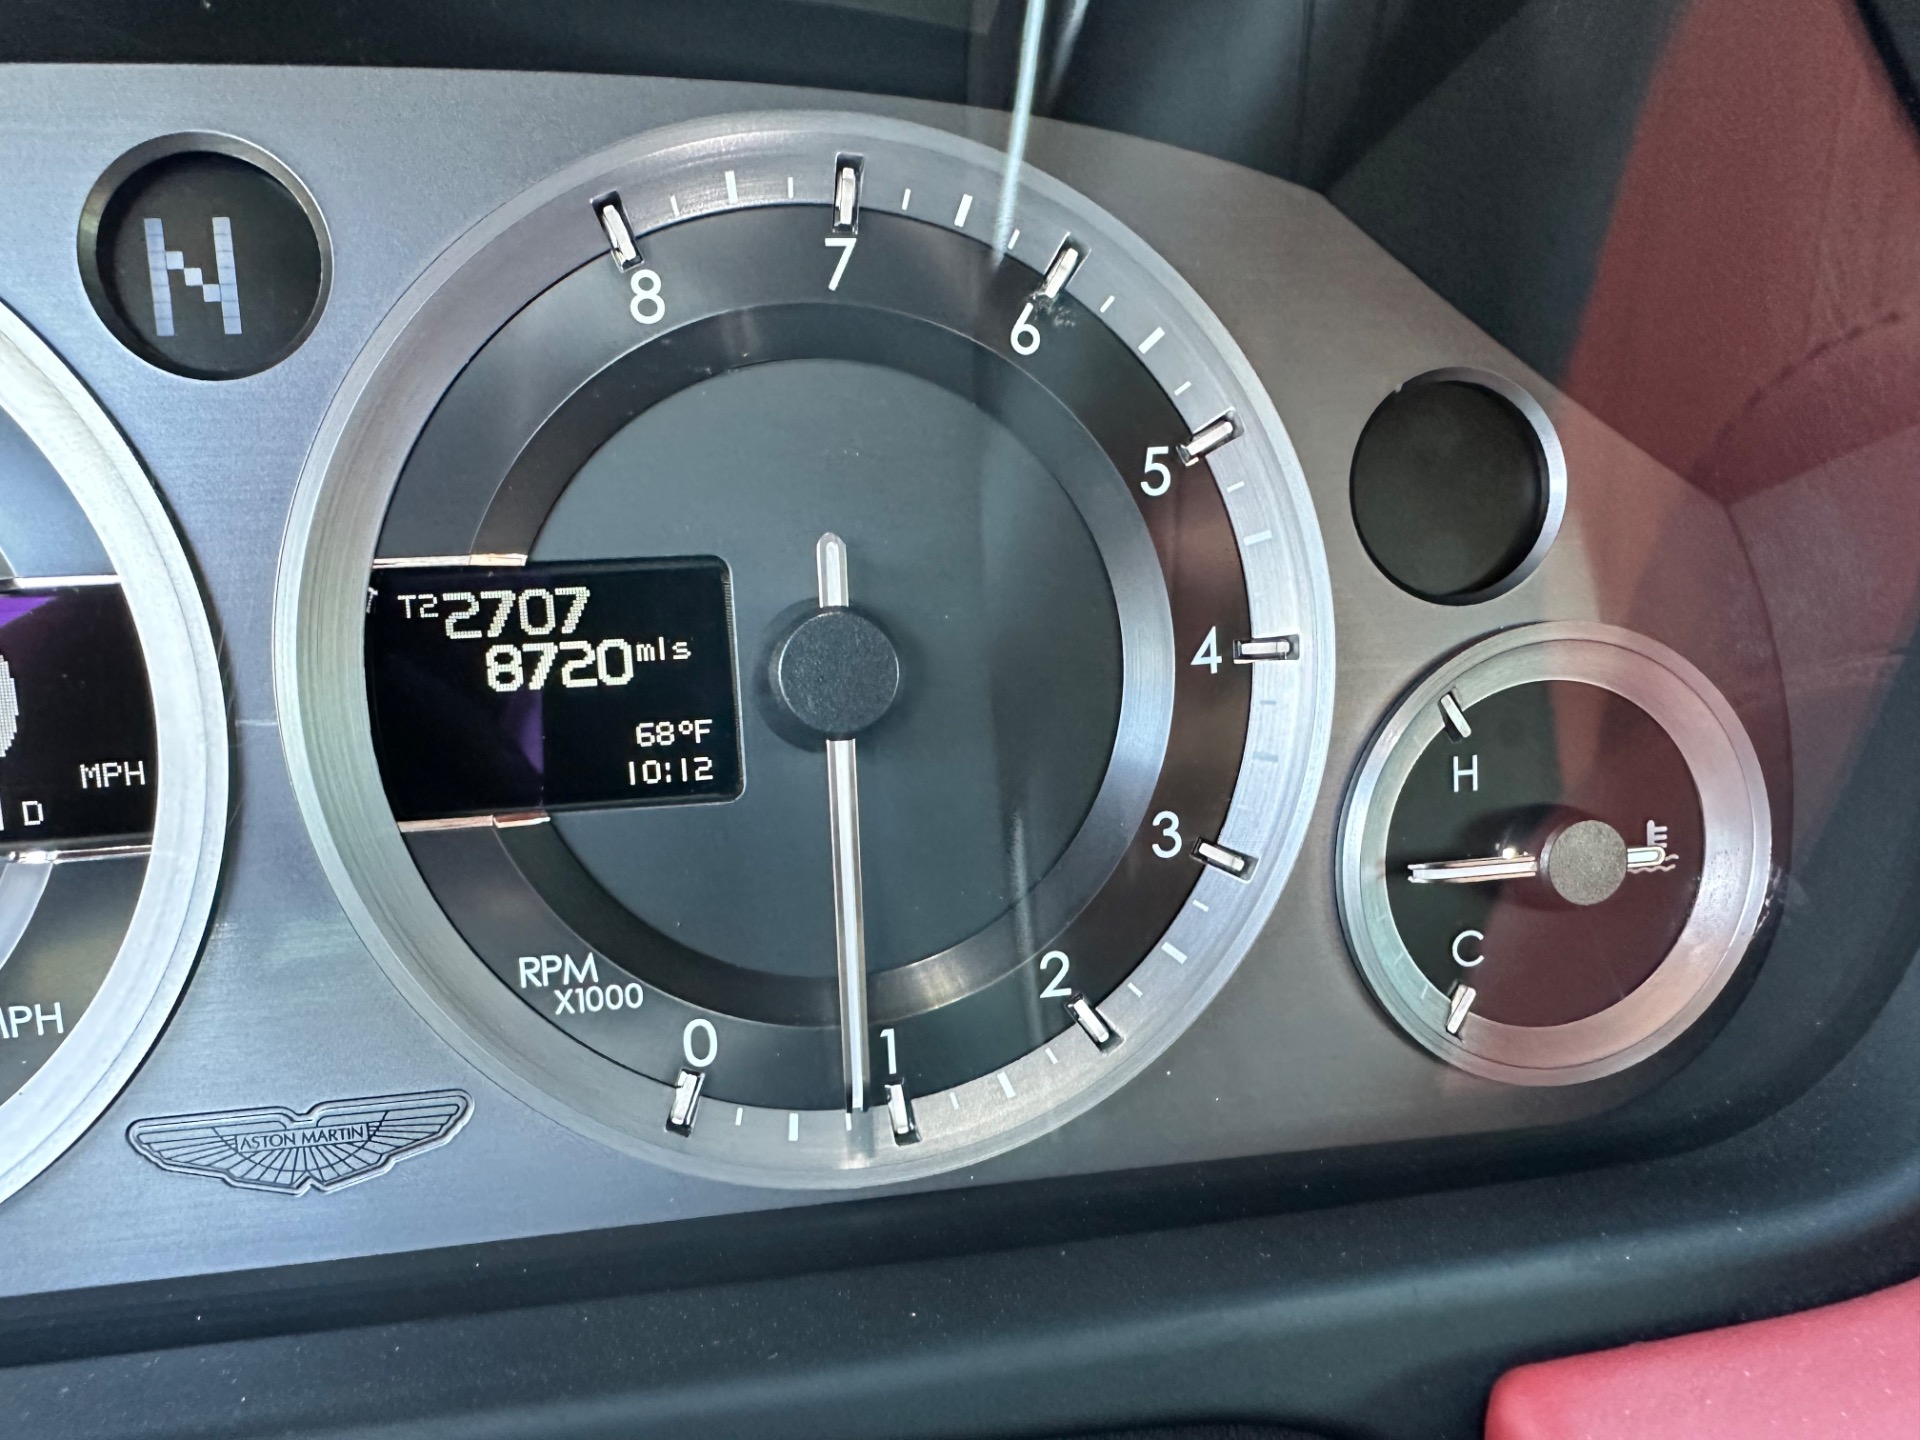 N
8
7
6
5
4
3
2
1
0
RPM
X1000
T2 2707
8720 mls
68°F
10:12
MPH
D
MPH
H
C
ASTON MARTIN